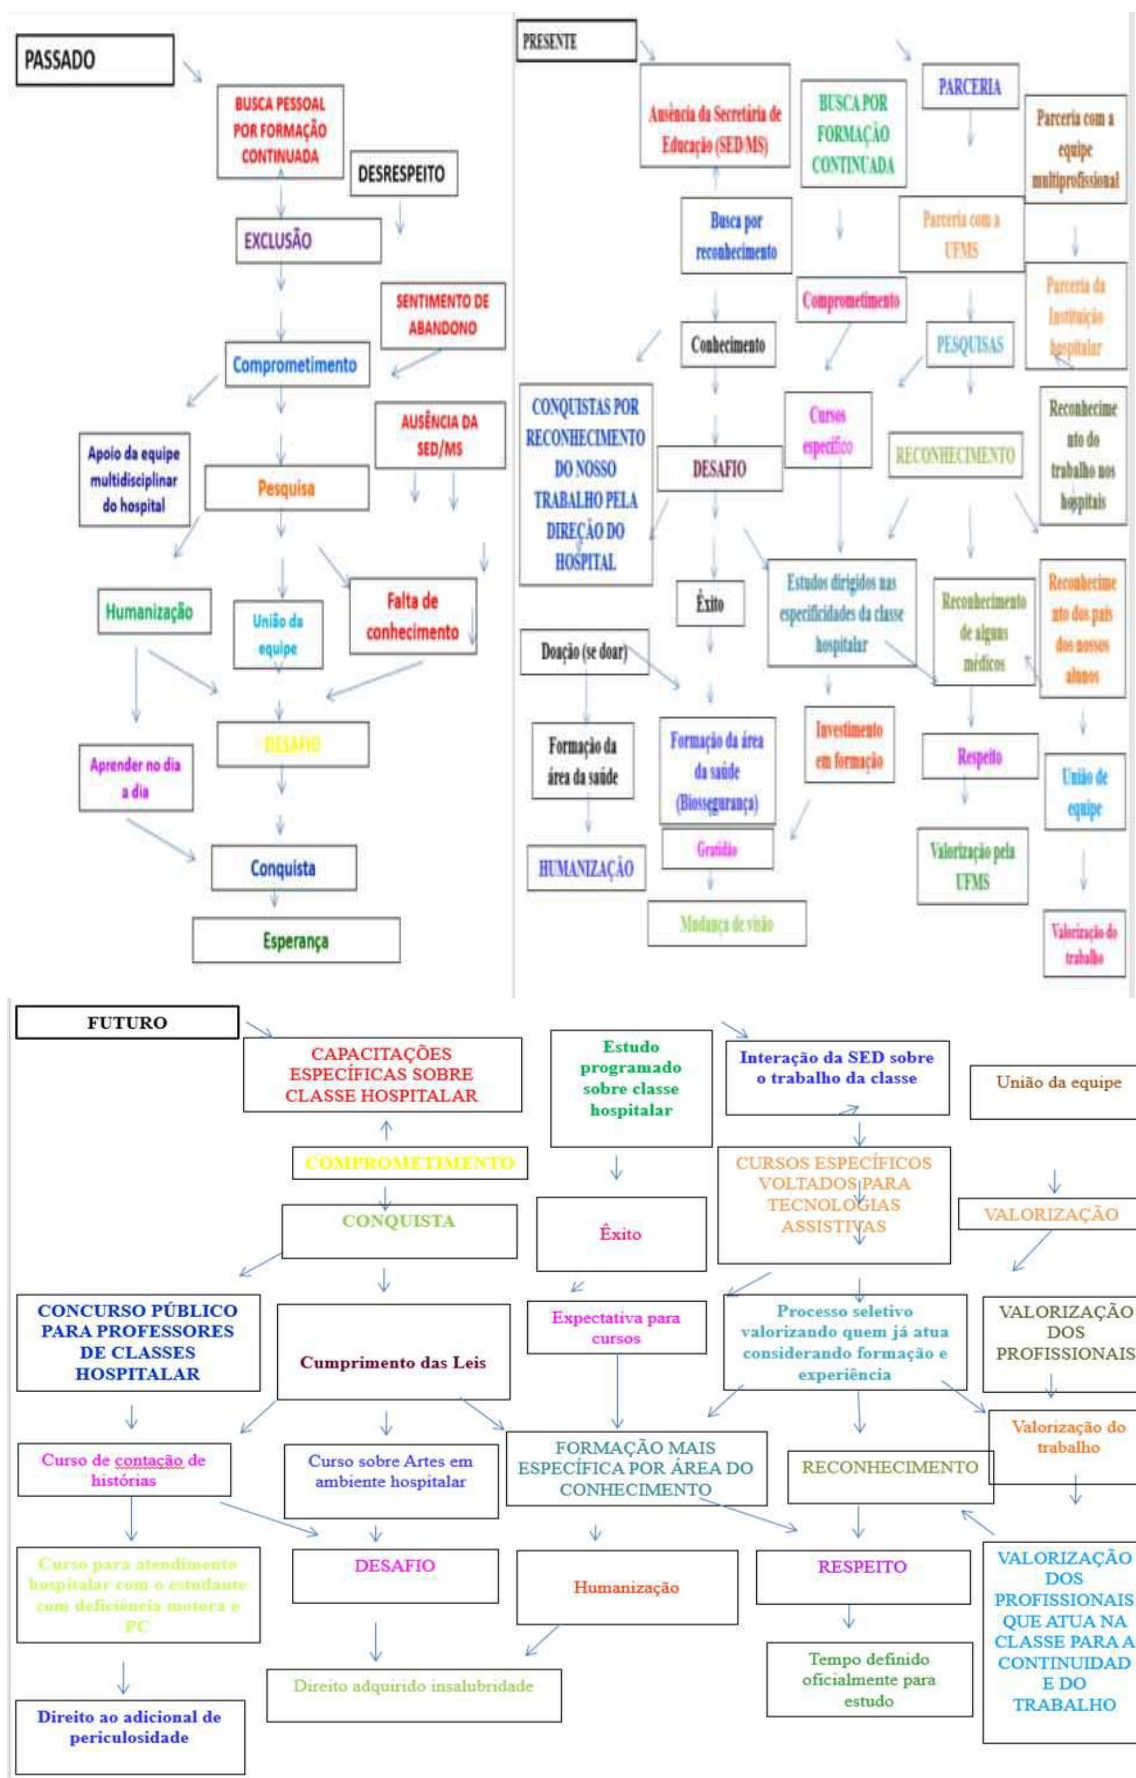 PASSADO
BUSCA PESSOAL
POR FORMAÇÃO
CONTINUADA
DESRESPEITO
EXCLUSÃO
SENTIMENTO DE
ABANDONO
Comprometimento
AUSÊNCIA DA
SED/MS
Apoio da equipe
multidisciplinar
do hospital
Pesquisa
Humanização
União da
equipe
Falta de
conhecimento
DESAFIO
Aprender no dia
a dia
Conquista
Esperança
PRESENTE
Ausência da Secretária de
Educação (SED/MS)
BUSCA POR
FORMAÇÃO
CONTINUADA
PARCERIA
Parceria com a
equipe
multiprofissional
Busca por
reconhecimento
Parceria com a
UFMS
Comprometimento
Parceria da
Instituição
hospitalar
Conhecimento
PESQUISAS
CONQUISTAS POR
RECONHECIMENTO
DO NOSSO
TRABALHO PELA
DIREÇÃO DO
HOSPITAL
Cursos
específico
Reconhecime
nto do
trabalho nos
hospitais
DESAFIO
RECONHECIMENTO
Êxito
Estudos dirigidos nas
especificidades da classe
hospitalar
Reconhecimento
de alguns
médicos
Reconhecime
nto dos pais
dos nossos
alunos
Doação (se doar)
Formação da
área da saúde
Formação da área
da saúde
(Biossegurança)
Investimento
em formação
Respeito
União de
equipe
Gratidão
HUMANIZAÇÃO
Valorização pela
UFMS
Mudança de visão
Valorização do
trabalho
FUTURO
CAPACITAÇÕES
ESPECÍFICAS SOBRE
CLASSE HOSPITALAR
Estudo
programado
sobre classe
hospitalar
Interação da SED sobre
o trabalho da classe
União da equipe
COMPROMETIMENTO
CURSOS ESPECÍFICOS
VOLTADOS PARA
TECNOLOGIAS
ASSISTIVAS
CONQUISTA
Êxito
VALORIZAÇÃO
CONCURSO PÚBLICO
PARA PROFESSORES
DE CLASSES
HOSPITALAR
Cumprimento das Leis
Expectativa para
cursos
Processo seletivo
valorizando quem já atua
considerando formação e
experiência
VALORIZAÇÃO
DOS
PROFISSIONAIS
Valorização do
trabalho
Curso de contação de
histórias
Curso sobre Artes em
ambiente hospitalar
FORMAÇÃO MAIS
ESPECÍFICA POR ÁREA DO
CONHECIMENTO
RECONHECIMENTO
Curso para atendimento
hospitalar com o estudante
com deficiência motora e
PC
DESAFIO
Humanização
RESPEITO
VALORIZAÇÃO
DOS
PROFISSIONAIS
QUE ATUA NA
CLASSE PARA A
CONTINUIDAD
E DO
TRABALHO
Direito adquirido insalubridade
Tempo definido
oficialmente para
estudo
Direito ao adicional de
periculosidade